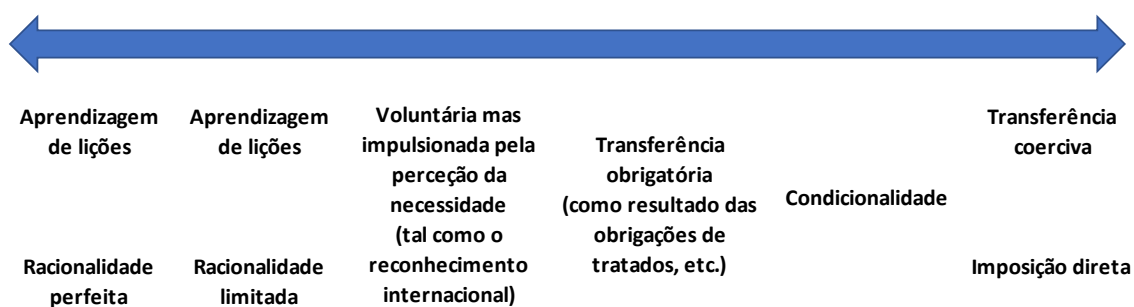 Aprendizagem
de lições
Racionalidade
perfeita
Aprendizagem
de lições
Racionalidade
limitada
Voluntária mas
impulsionada pela
perceção da
necessidade
(tal como o
reconhecimento
internacional)
Transferência
obrigatória
(como resultado das
obrigações de
tratados, etc.)
Condicionalidade
Transferência
coerciva
Imposição direta